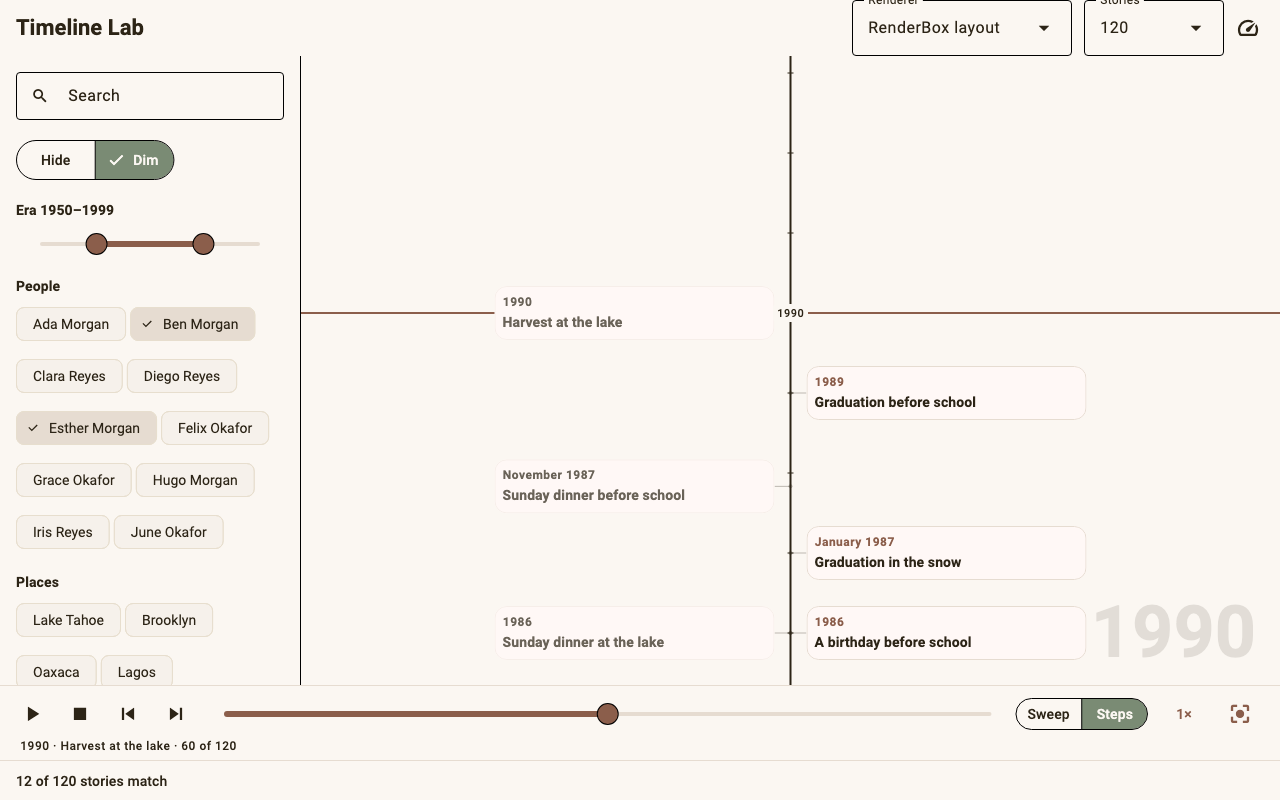 Timeline Lab
Renderer
RenderBox layout
Stories
120
Search
Hide
Dim
Era 1950–1999
People
Ada Morgan
Ben Morgan
Clara Reyes
Diego Reyes
Esther Morgan
Felix Okafor
Grace Okafor
Hugo Morgan
Iris Reyes
June Okafor
Places
Lake Tahoe
Brooklyn
Oaxaca
Lagos
1990
Harvest at the lake
1990
1989
Graduation before school
November 1987
Sunday dinner before school
January 1987
Graduation in the snow
1986
Sunday dinner at the lake
1986
A birthday before school
1990
Sweep
Steps
1×
1990 · Harvest at the lake · 60 of 120
12 of 120 stories match